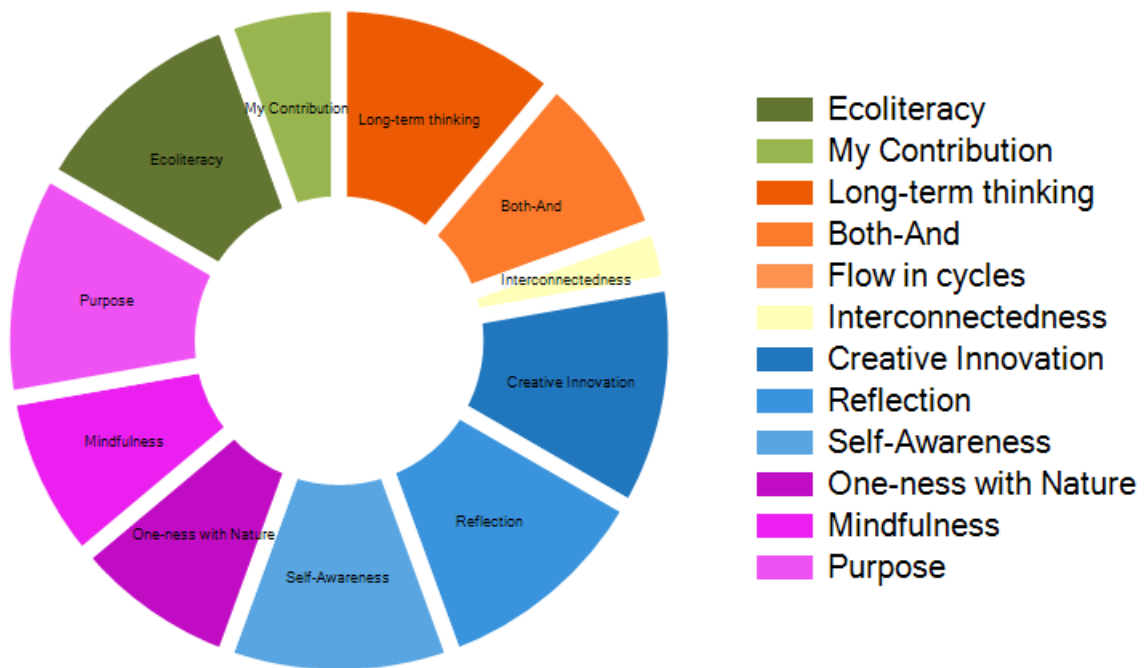 My Contribution
Long-term thinking
Ecoliteracy
Both-And
Interconnectedness
Purpose
Creative Innovation
Mindfulness
Reflection
One-ness with Nature
Self-Awareness
Ecoliteracy
My Contribution
Long-term thinking
Both-And
Flow in cycles
Interconnectedness
Creative Innovation
Reflection
Self-Awareness
One-ness with Nature
Mindfulness
Purpose